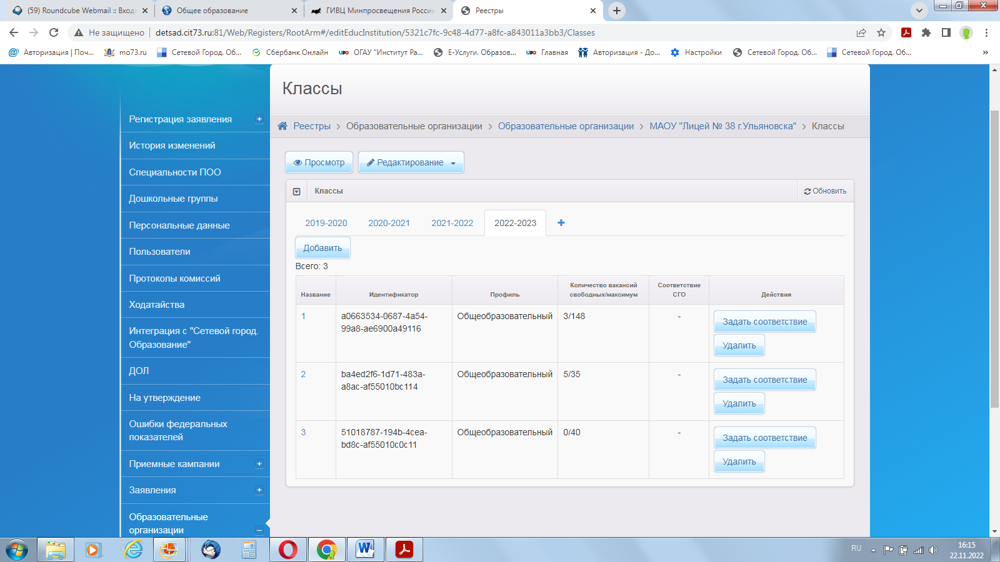 (59) Roundcube Webmail :: Входя
Общее образование
ГИВЦ Минпросвещения России
Реестры
Не защищено
detsad.cit73.ru:81/Web/Registers/RootArm#/editEducInstitution/5321c7fc-9c48-4d77-a8fc-a843011a3bb3/Classes
Авторизация | Поч...
mo73.ru
Сетевой Город. Об...
Сбербанк Онлайн
ОГАУ "Институт Ра...
Е-Услуги. Образов...
Главная
Авторизация - До...
Настройки
Сетевой Город. Об...
Сетевой Город. Об...
»
Регистрация заявления
История изменений
Специальности ПОО
Дошкольные группы
Персональные данные
Пользователи
Протоколы комиссий
Ходатайства
Интеграция с "Сетевой город.
Образование"
ДОЛ
На утверждение
Ошибки федеральных
показателей
Приемные кампании
Заявления
Образовательные
организации
Классы
Реестры > Образовательные организации > Образовательные организации > МАОУ "Лицей № 38 г.Ульяновска" > Классы
Просмотр
Редактирование
Классы
Обновить
2019-2020 2020-2021 2021-2022 2022-2023
Добавить
Всего: 3
Название
Идентификатор
Профиль
Количество вакансий
свободных/максимум
Соответствие
СГО
Действия
1
a0663534-0687-4a54-
99a8-ae6900a49116
Общеобразовательный
3/148
-
Задать соответствие
Удалить
2
ba4ed2f6-1d71-483a-
a8ac-af55010bc114
Общеобразовательный
5/35
-
Задать соответствие
Удалить
3
51018787-194b-4cea-
bd8c-af55010c0c11
Общеобразовательный
0/40
-
Задать соответствие
Удалить
RU
16:15
22.11.2022